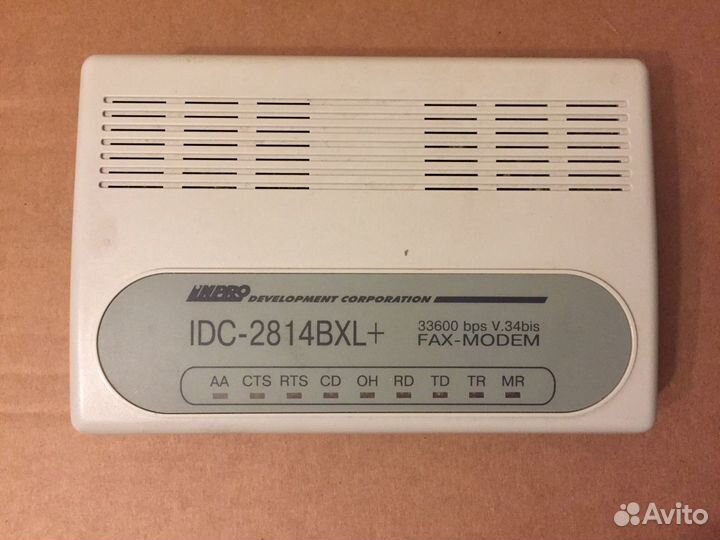 INPRO DEVELOPMENT CORPORATION
IDC-2814BXL+
33600 bps V.34bis
FAX-MODEM
AA CTS RTS CD OH RD TD TR MR
Avito